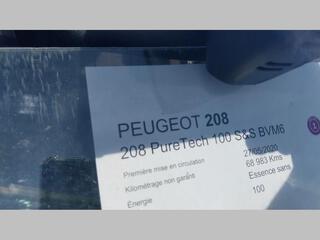 PEUGEOT 208
208 PureTech 100 S&S BVM6
Première mise en circulation 27/05/2020
Kilométrage non garanti 68 983 Kms
Énergie Essence sans
100